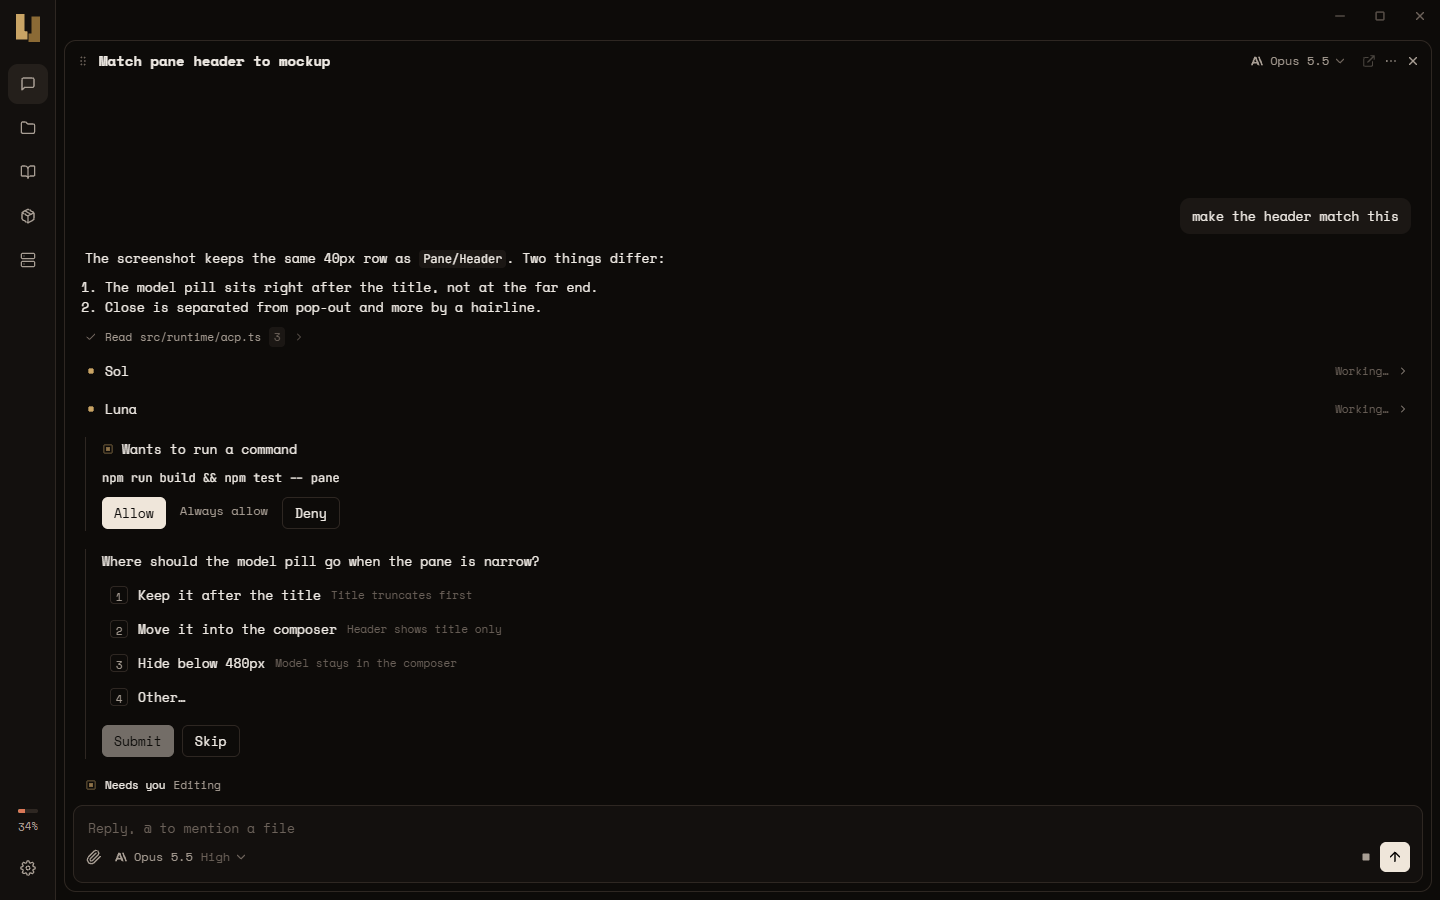 Match pane header to mockup
Opus 5.5
make the header match this
The screenshot keeps the same 40px row as Pane/Header. Two things differ:
1. The model pill sits right after the title, not at the far end.
2. Close is separated from pop-out and more by a hairline.
Read src/runtime/acp.ts 3
Sol Working…
Luna Working…
Wants to run a command
npm run build && npm test -- pane
Allow Always allow Deny
Where should the model pill go when the pane is narrow?
1 Keep it after the title Title truncates first
2 Move it into the composer Header shows title only
3 Hide below 480px Model stays in the composer
4 Other…
Submit Skip
Needs you Editing
34%
Reply, @ to mention a file
Opus 5.5 High